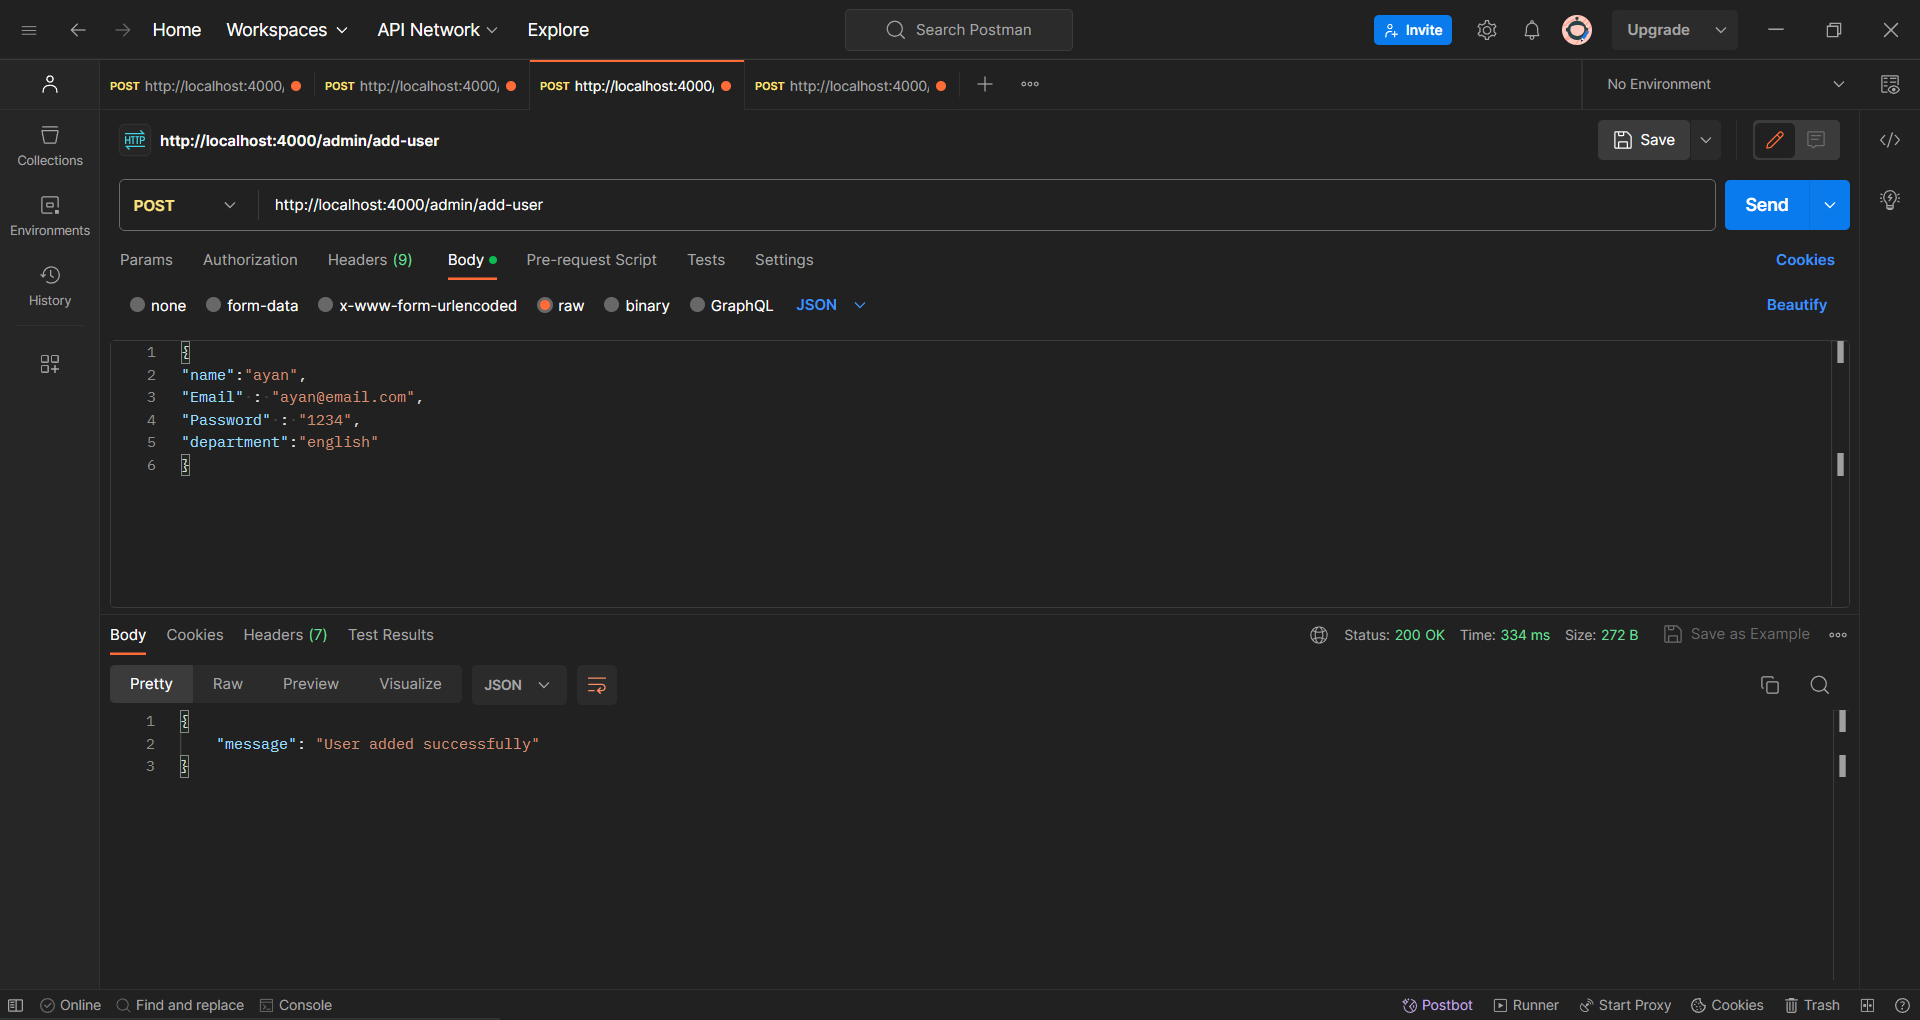 Home Workspaces API Network Explore Search Postman Invite Upgrade
POST http://localhost:4000, POST http://localhost:4000, POST http://localhost:4000, POST http://localhost:4000, No Environment
HTTP http://localhost:4000/admin/add-user Save
Collections
POST http://localhost:4000/admin/add-user Send
Environments
Params Authorization Headers (9) Body Pre-request Script Tests Settings Cookies
History
none form-data x-www-form-urlencoded raw binary GraphQL JSON Beautify
1 {
2 "name":"ayan",
3 "Email" : "ayan@email.com",
4 "Password" : "1234",
5 "department":"english"
6 }
Body Cookies Headers (7) Test Results Status: 200 OK Time: 334 ms Size: 272 B Save as Example
Pretty Raw Preview Visualize JSON
1 {
2 "message": "User added successfully"
3 }
Online Find and replace Console Postbot Runner Start Proxy Cookies Trash